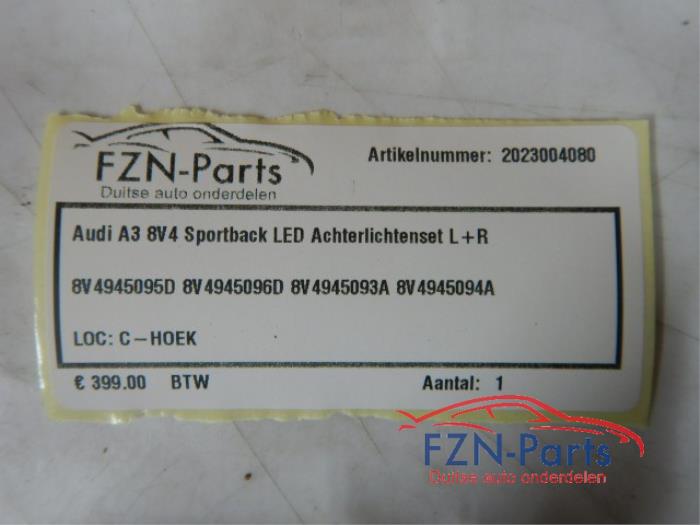 FZN-Parts
Duitse auto onderdelen
Artikelnummer: 2023004080
Audi A3 8V4 Sportback LED Achterlichtenset L+R
8V4945095D 8V4945096D 8V4945093A 8V4945094A
LOC: C-HOEK
€ 399.00 BTW Aantal: 1
FZN-Parts
Duitse auto onderdelen